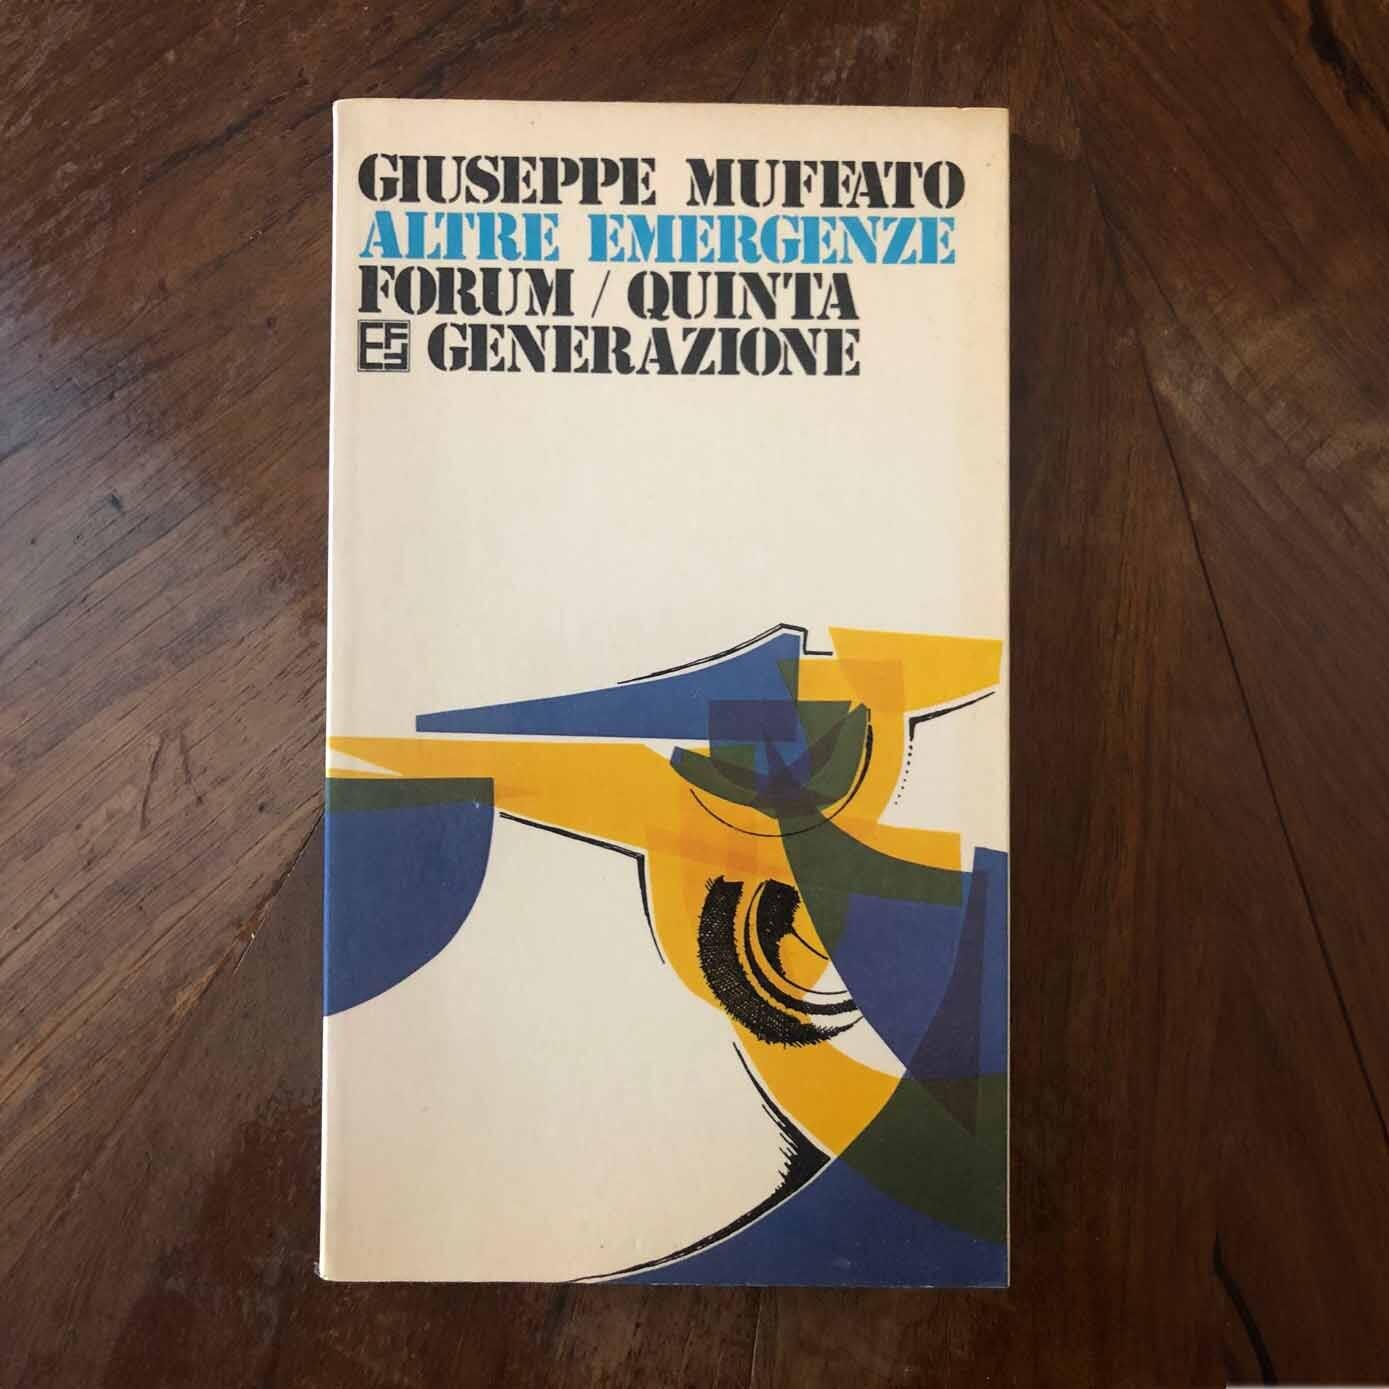 GIUSEPPE MUFFATO
ALTRE EMERGENZE
FORUM / QUINTA
GENERAZIONE